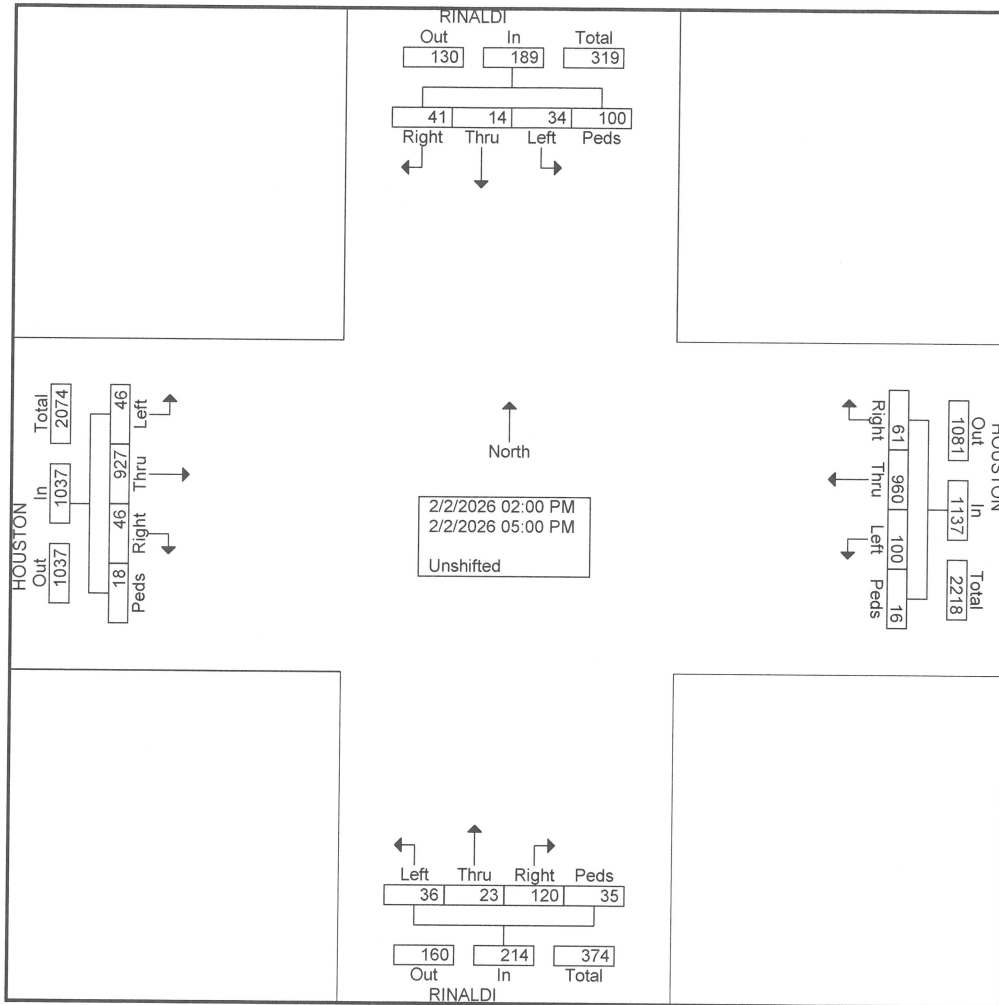 RINALDI
Out In Total
130 189 319
41 14 34 100
Right Thru Left Peds
HOUSTON
Out In Total
1037 1037 2074
Left Thru Right Peds
46 927 46 18
North
2/2/2026 02:00 PM
2/2/2026 05:00 PM
Unshifted
Right Thru Left Peds
61 960 100 16
1081 1137 2218
Out In Total
HOUSTON
Left Thru Right Peds
36 23 120 35
160 214 374
Out In Total
RINALDI